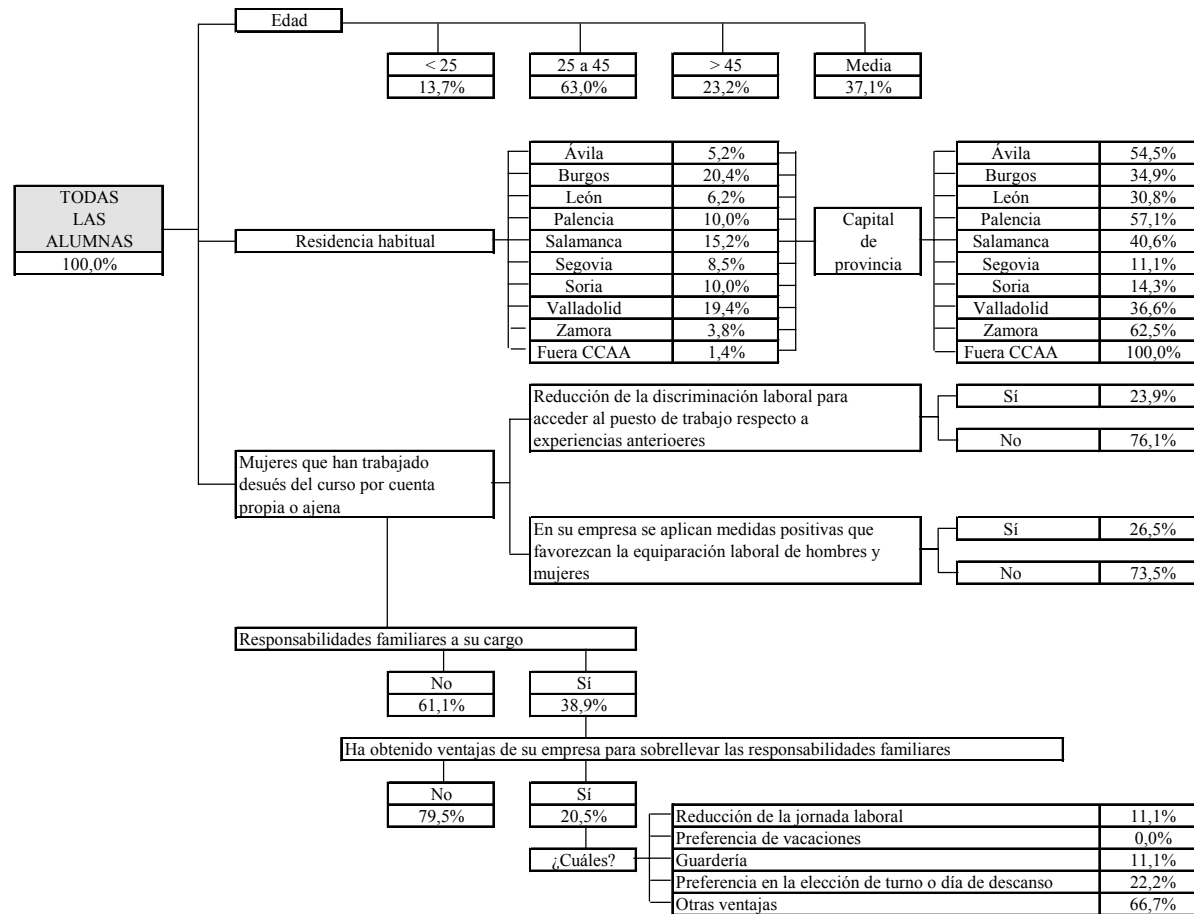 Edad
< 25
25 a 45
> 45
Media
13,7%
63,0%
23,2%
37,1%
TODAS
LAS
ALUMNAS
100,0%
Residencia habitual
Ávila 5,2%
Burgos 20,4%
León 6,2%
Palencia 10,0%
Salamanca 15,2%
Segovia 8,5%
Soria 10,0%
Valladolid 19,4%
Zamora 3,8%
Fuera CCAA 1,4%
Capital
de
provincia
Ávila 54,5%
Burgos 34,9%
León 30,8%
Palencia 57,1%
Salamanca 40,6%
Segovia 11,1%
Soria 14,3%
Valladolid 36,6%
Zamora 62,5%
Fuera CCAA 100,0%
Mujeres que han trabajado
desués del curso por cuenta
propia o ajena
Reducción de la discriminación laboral para
acceder al puesto de trabajo respecto a
experiencias anterioeres
Sí 23,9%
No 76,1%
En su empresa se aplican medidas positivas que
favorezcan la equiparación laboral de hombres y
mujeres
Sí 26,5%
No 73,5%
Responsabilidades familiares a su cargo
No
Sí
61,1%
38,9%
Ha obtenido ventajas de su empresa para sobrellevar las responsabilidades familiares
No
Sí
79,5%
20,5%
¿Cuáles?
Reducción de la jornada laboral 11,1%
Preferencia de vacaciones 0,0%
Guardería 11,1%
Preferencia en la elección de turno o día de descanso 22,2%
Otras ventajas 66,7%